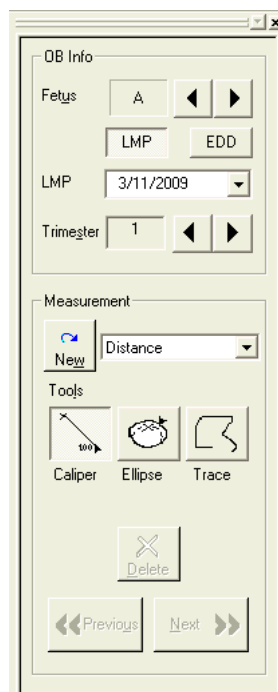 OB Info
Fetus A
LMP EDD
LMP 3/11/2009
Trimester 1
Measurement
New Distance
Tools
100
Caliper Ellipse Trace
Delete
Previous Next